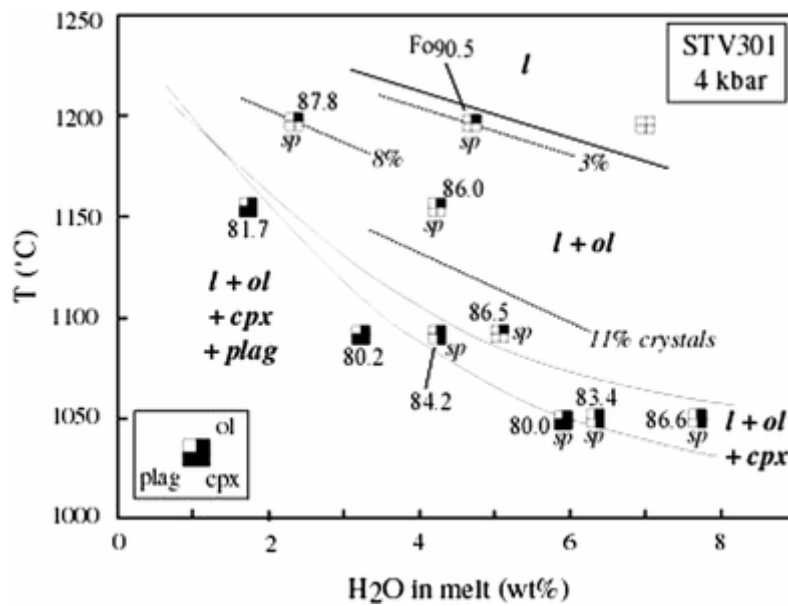 STV301
4 kbar
1250
1200
1150
1100
1050
1000
T (°C)
0
2
4
6
8
H2O in melt (wt%)
l
Fo90.5
sp
3%
87.8
sp
8%
86.0
sp
l + ol
81.7
l + ol
+ cpx
+ plag
11% crystals
86.5
sp
80.2
sp
84.2
83.4
sp
80.0
sp
86.6
sp
l + ol
+ cpx
ol
plag
cpx